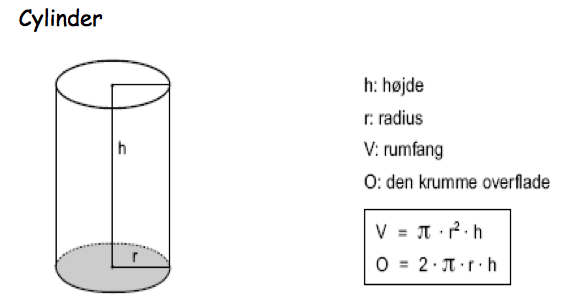 Cylinder
h: højde
r: radius
h
V: rumfang
O: den krumme overflade
V = π · r² · h
r
O = 2 · π · r · h